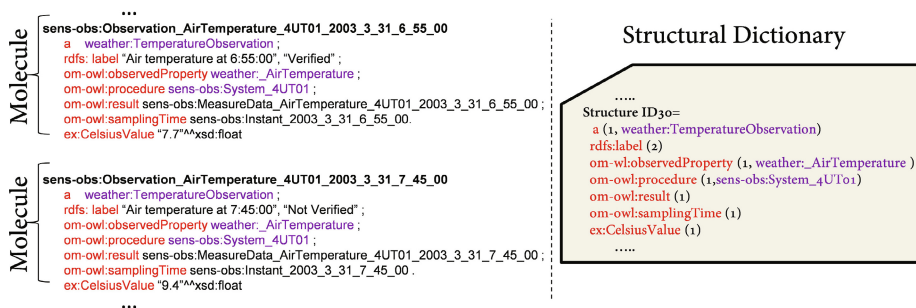 ...
sens-obs:Observation_AirTemperature_4UT01_2003_3_31_6_55_00
a weather:TemperatureObservation ;
rdfs: label “Air temperature at 6:55:00”, “Verified” ;
om-owl:observedProperty weather:_AirTemperature ;
om-owl:procedure sens-obs:System_4UT01 ;
om-owl:result sens-obs:MeasureData_AirTemperature_4UT01_2003_3_31_6_55_00 ;
om-owl:samplingTime sens-obs:Instant_2003_3_31_6_55_00.
ex:CelsiusValue “7.7”^^xsd:float
Molecule
sens-obs:Observation_AirTemperature_4UT01_2003_3_31_7_45_00
a weather:TemperatureObservation ;
rdfs: label “Air temperature at 7:45:00”, “Not Verified” ;
om-owl:observedProperty weather:_AirTemperature ;
om-owl:procedure sens-obs:System_4UT01 ;
om-owl:result sens-obs:MeasureData_AirTemperature_4UT01_2003_3_31_7_45_00 ;
om-owl:samplingTime sens-obs:Instant_2003_3_31_7_45_00 .
ex:CelsiusValue “9.4”^^xsd:float
Molecule
...
Structural Dictionary
.....
Structure ID30=
a (1, weather:TemperatureObservation)
rdfs:label (2)
om-wl:observedProperty (1, weather:_AirTemperature )
om-owl:procedure (1,sens-obs:System_4UT01)
om-owl:result (1)
om-owl:samplingTime (1)
ex:CelsiusValue (1)
.....